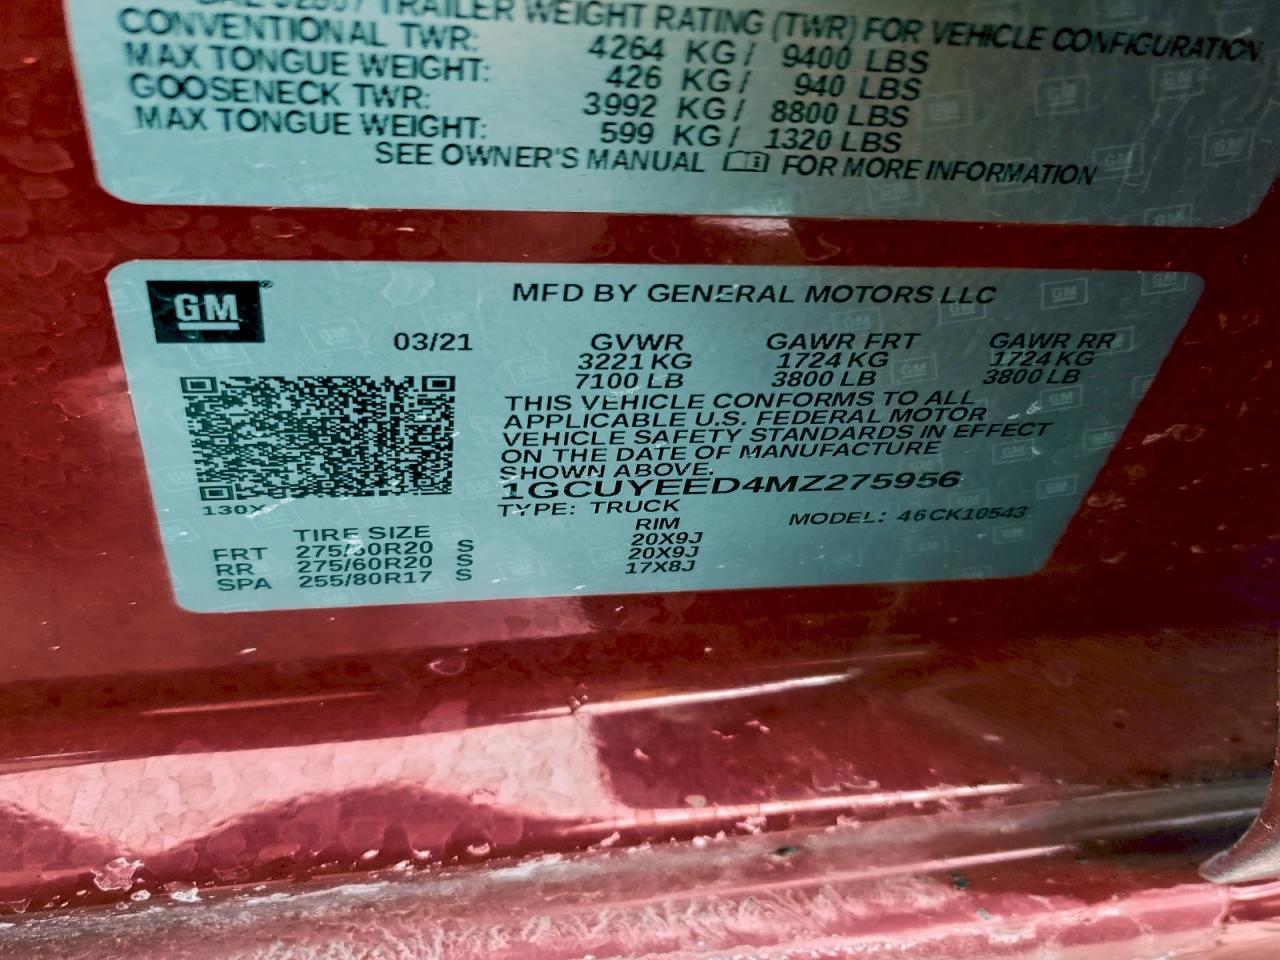 TRAILER WEIGHT RATING (TWR) FOR VEHICLE CONFIGURATION
CONVENTIONAL TWR: 4264 KG / 9400 LBS
MAX TONGUE WEIGHT: 426 KG / 940 LBS
GOOSENECK TWR: 3992 KG / 8800 LBS
MAX TONGUE WEIGHT: 599 KG / 1320 LBS
SEE OWNER'S MANUAL FOR MORE INFORMATION
GM
MFD BY GENERAL MOTORS LLC
03/21 GVWR GAWR FRT GAWR RR
3221 KG 1724 KG 1724 KG
7100 LB 3800 LB 3800 LB
THIS VEHICLE CONFORMS TO ALL
APPLICABLE U.S. FEDERAL MOTOR
VEHICLE SAFETY STANDARDS IN EFFECT
ON THE DATE OF MANUFACTURE
SHOWN ABOVE.
1GCUYEED4MZ275956
130X
TYPE: TRUCK MODEL: 46CK10543
TIRE SIZE RIM
FRT 275/60R20 S 20X9J
RR 275/60R20 S 20X9J
SPA 255/80R17 S 17X8J